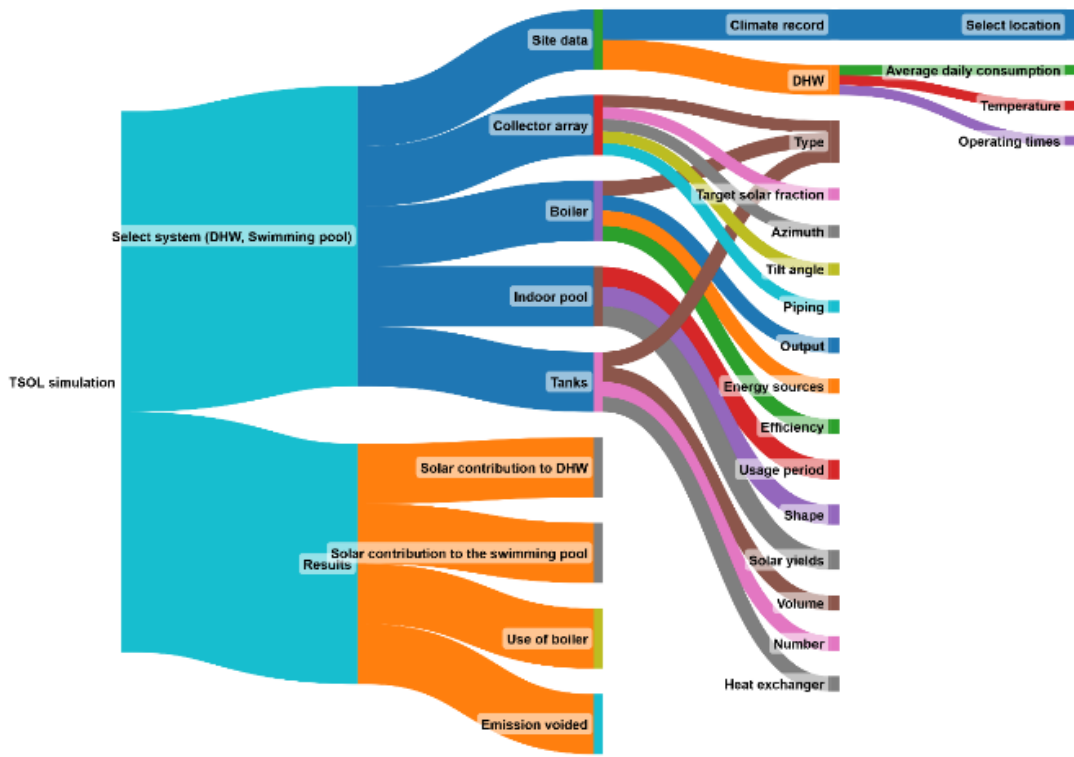 TSOL simulation
Select system (DHW, Swimming pool)
Results
Site data
Collector array
Boiler
Indoor pool
Tanks
Solar contribution to DHW
Solar contribution to the swimming pool
Use of boiler
Emission voided
Climate record
DHW
Type
Target solar fraction
Azimuth
Tilt angle
Piping
Output
Energy sources
Efficiency
Usage period
Shape
Solar yields
Volume
Number
Heat exchanger
Select location
Average daily consumption
Temperature
Operating times